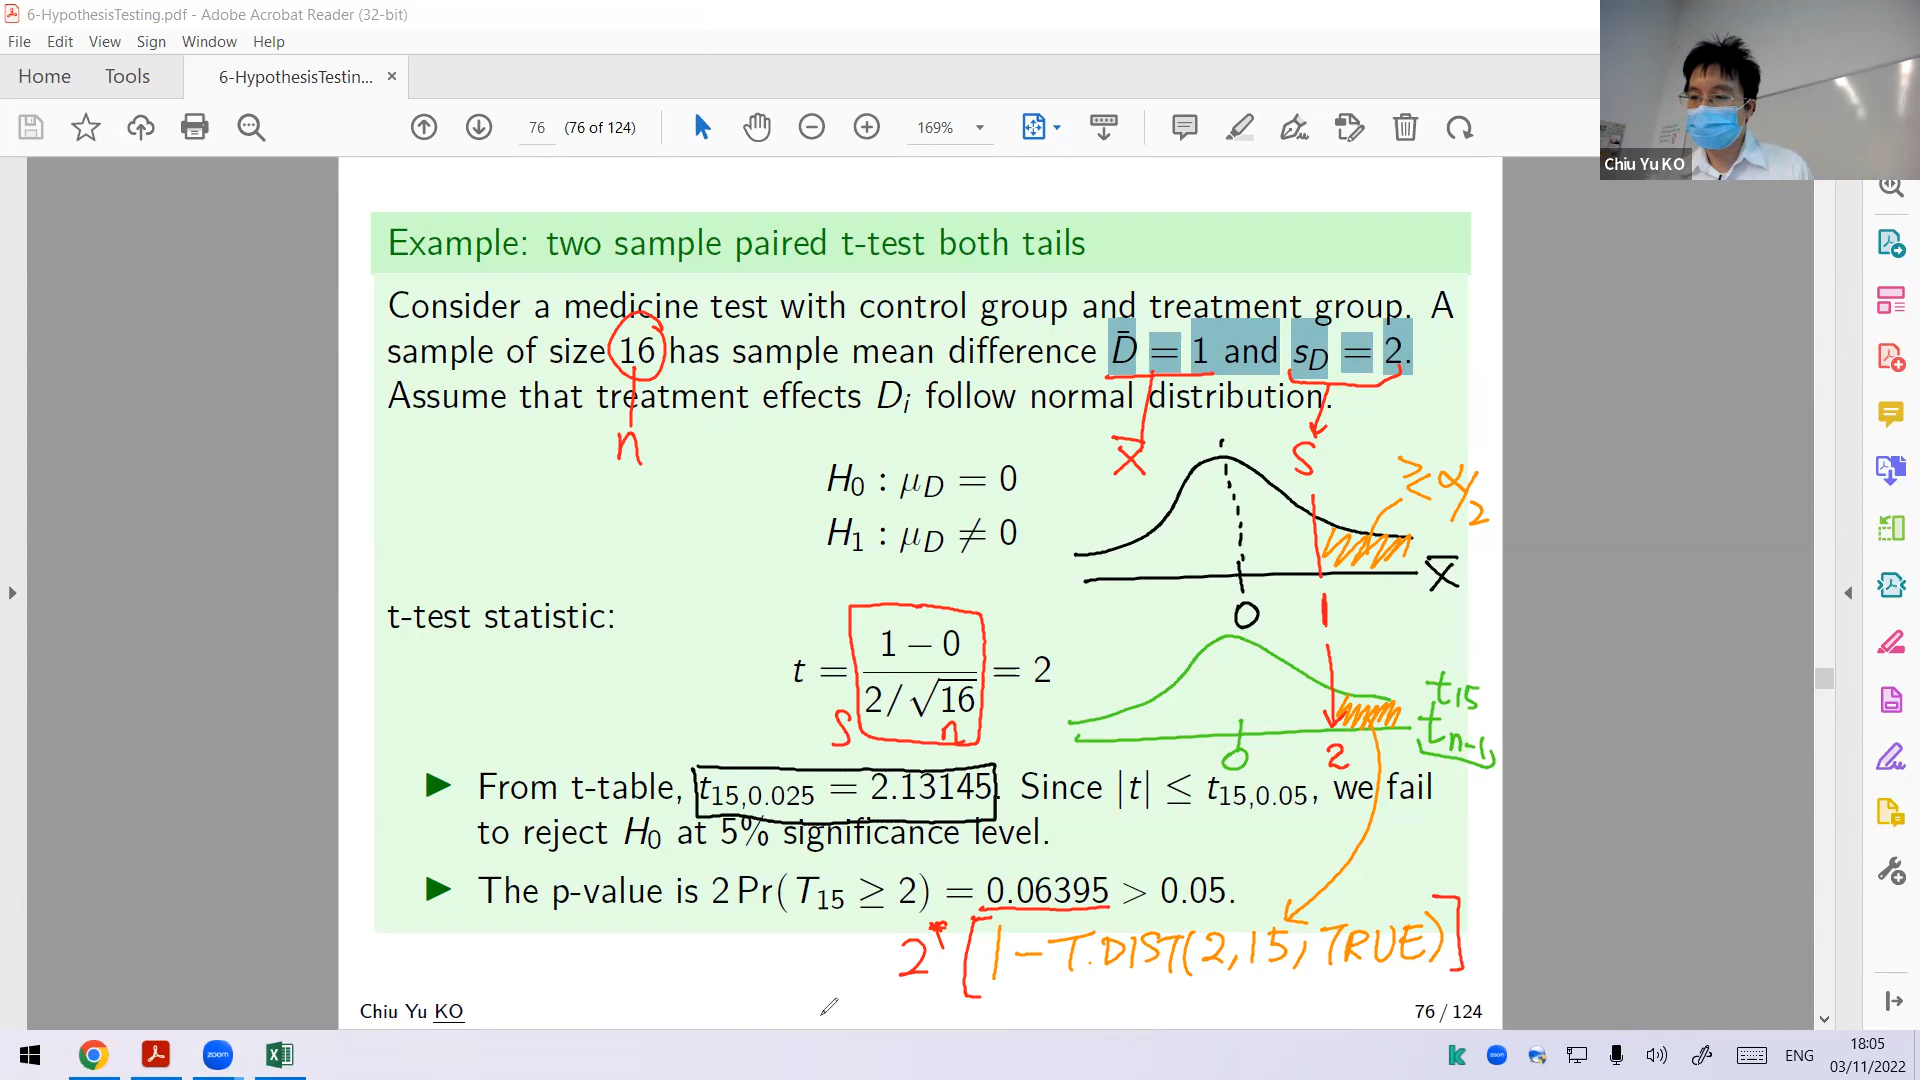 6-HypothesisTesting.pdf - Adobe Acrobat Reader (32-bit)
File Edit View Sign Window Help
Home Tools 6-HypothesisTestin... ×
76 (76 of 124) 169%
Chiu Yu KO
Example: two sample paired t-test both tails
Consider a medicine test with control group and treatment group. A
sample of size 16 has sample mean difference D̄ = 1 and s_D = 2.
Assume that treatment effects D_i follow normal distribution.
n
X̄
S
≥ α/2
H₀ : μ_D = 0
H₁ : μ_D ≠ 0
X̄
0
1
t-test statistic:
t = (1 − 0)/(2/√16) = 2
S
n
t15
t n-1
0
2
From t-table, t₁₅,₀.₀₂₅ = 2.13145. Since |t| ≤ t₁₅,₀.₀₅, we fail
to reject H₀ at 5% significance level.
The p-value is 2 Pr(T₁₅ ≥ 2) = 0.06395 > 0.05.
2* [1-T.DIST(2,15,TRUE)]
Chiu Yu KO
76 / 124
zoom
zoom
ENG
18:05
03/11/2022